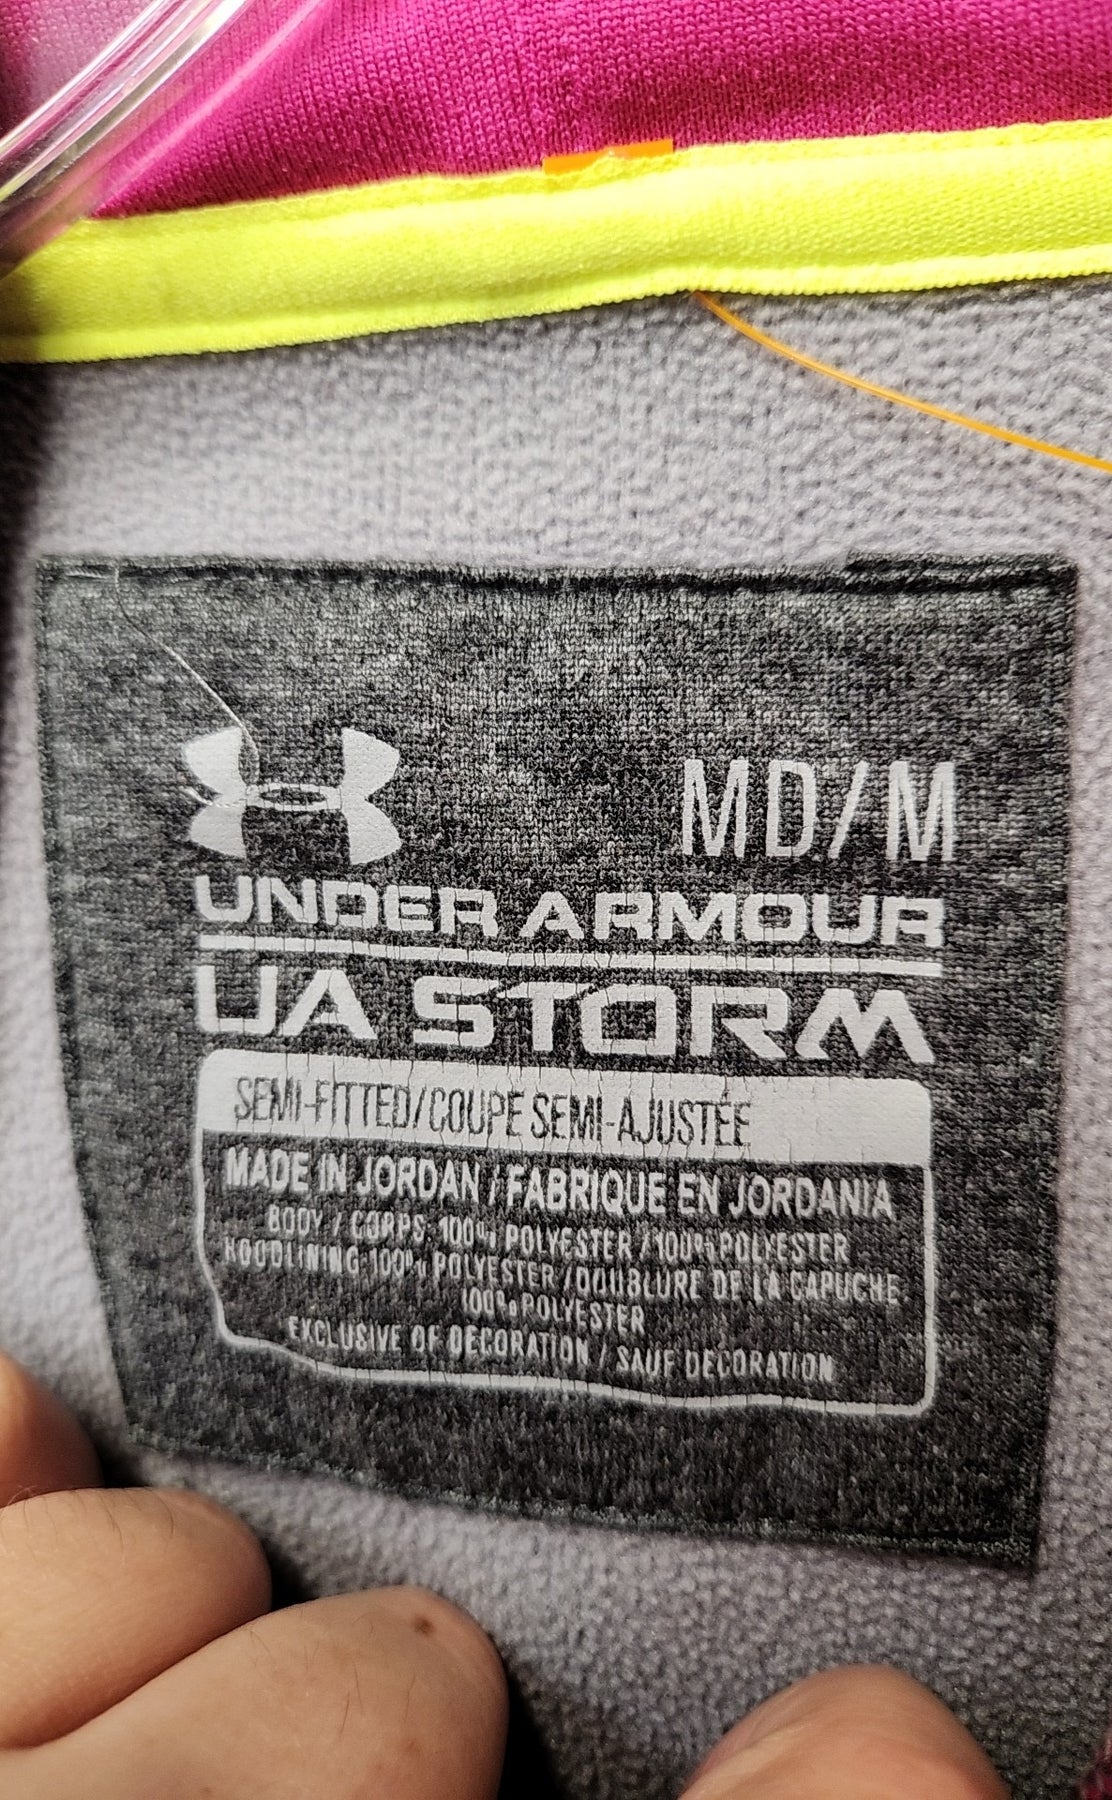 MD/M
UNDER ARMOUR
UA STORM
SEMI-FITTED/COUPE SEMI-AJUSTÉE
MADE IN JORDAN / FABRIQUE EN JORDANIA
BODY / CORPS: 100% POLYESTER / 100% POLYESTER
HOODLINING: 100% POLYESTER / DOUBLURE DE LA CAPUCHE:
100% POLYESTER
EXCLUSIVE OF DECORATION / SAUF DECORATION